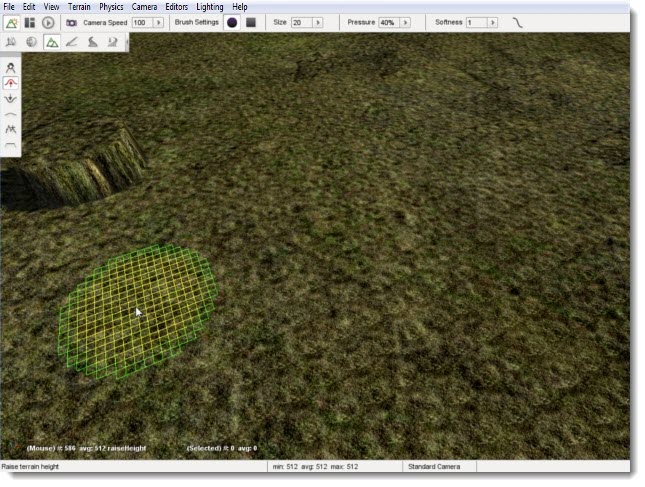 File Edit View Terrain Physics Camera Editors Lighting Help
Camera Speed 100 Brush Settings Size 20 Pressure 40% Softness 1
(Mouse) #: 586 avg: 512 raiseHeight (Selected) #: 0 avg: 0
Raise terrain height min: 512 avg: 512 max: 512 Standard Camera